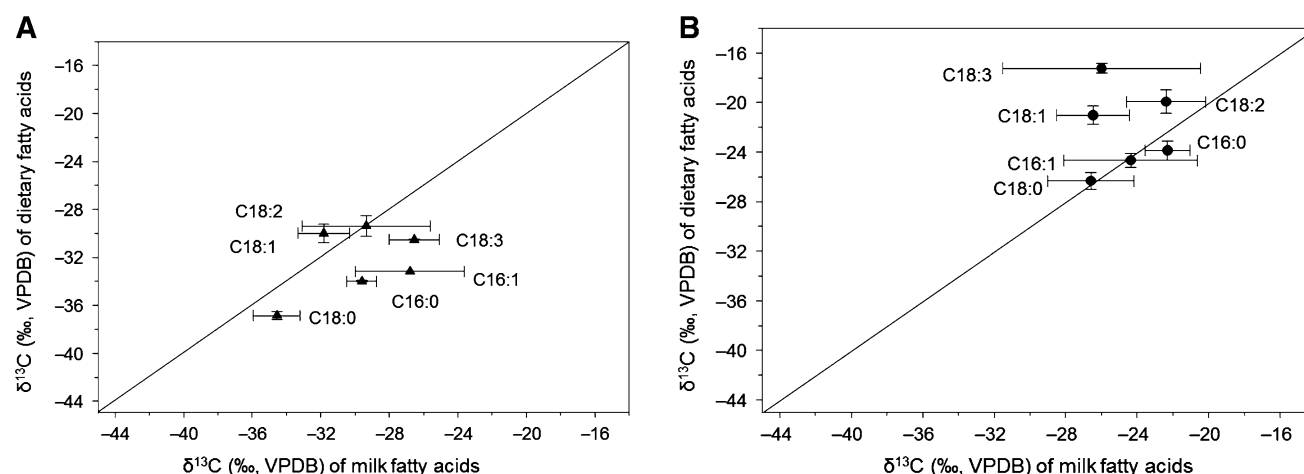 A
δ¹³C (‰, VPDB) of dietary fatty acids
−16
−20
−24
−28
−32
−36
−40
−44
C18:2
C18:1
C18:3
C16:1
C16:0
C18:0
−44 −40 −36 −32 −28 −24 −20 −16
δ¹³C (‰, VPDB) of milk fatty acids
B
δ¹³C (‰, VPDB) of dietary fatty acids
−16
−20
−24
−28
−32
−36
−40
−44
C18:3
C18:2
C18:1
C16:0
C16:1
C18:0
−44 −40 −36 −32 −28 −24 −20 −16
δ¹³C (‰, VPDB) of milk fatty acids